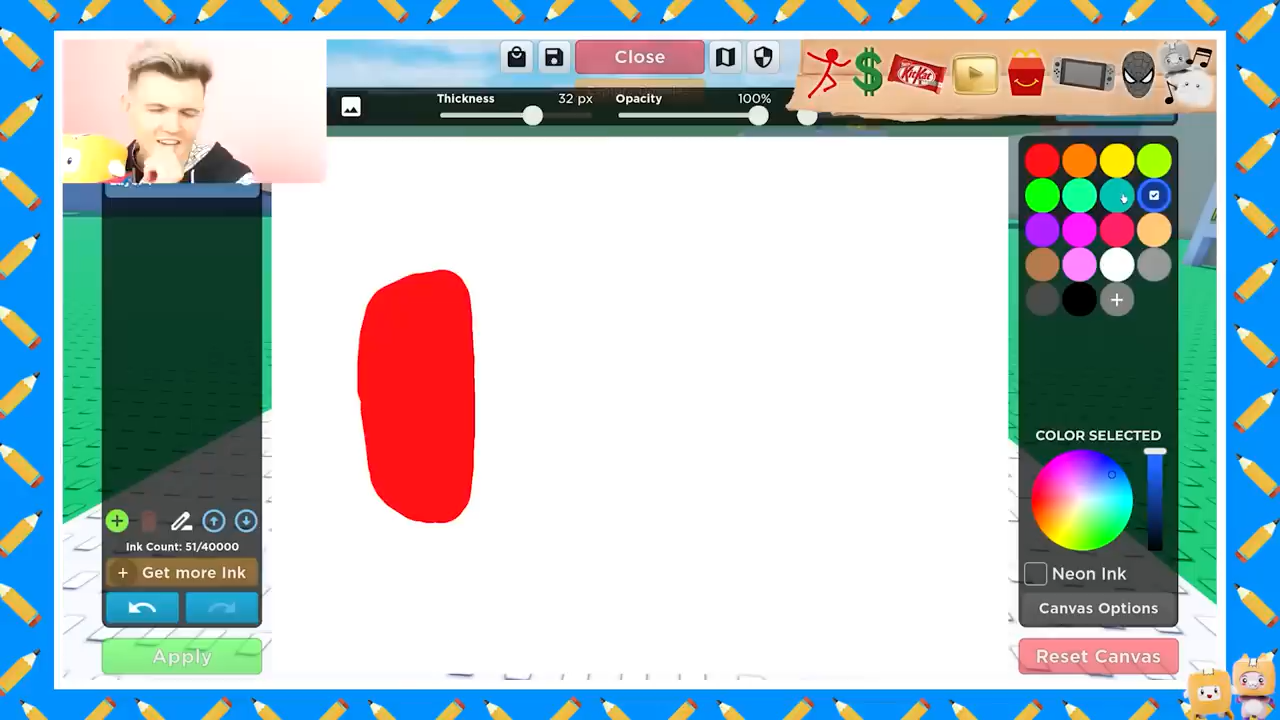 Close
Thickness
32 px
Opacity
100%
KitKat
COLOR SELECTED
Ink Count: 51/40000
+ Get more Ink
Neon Ink
Canvas Options
Apply
Reset Canvas